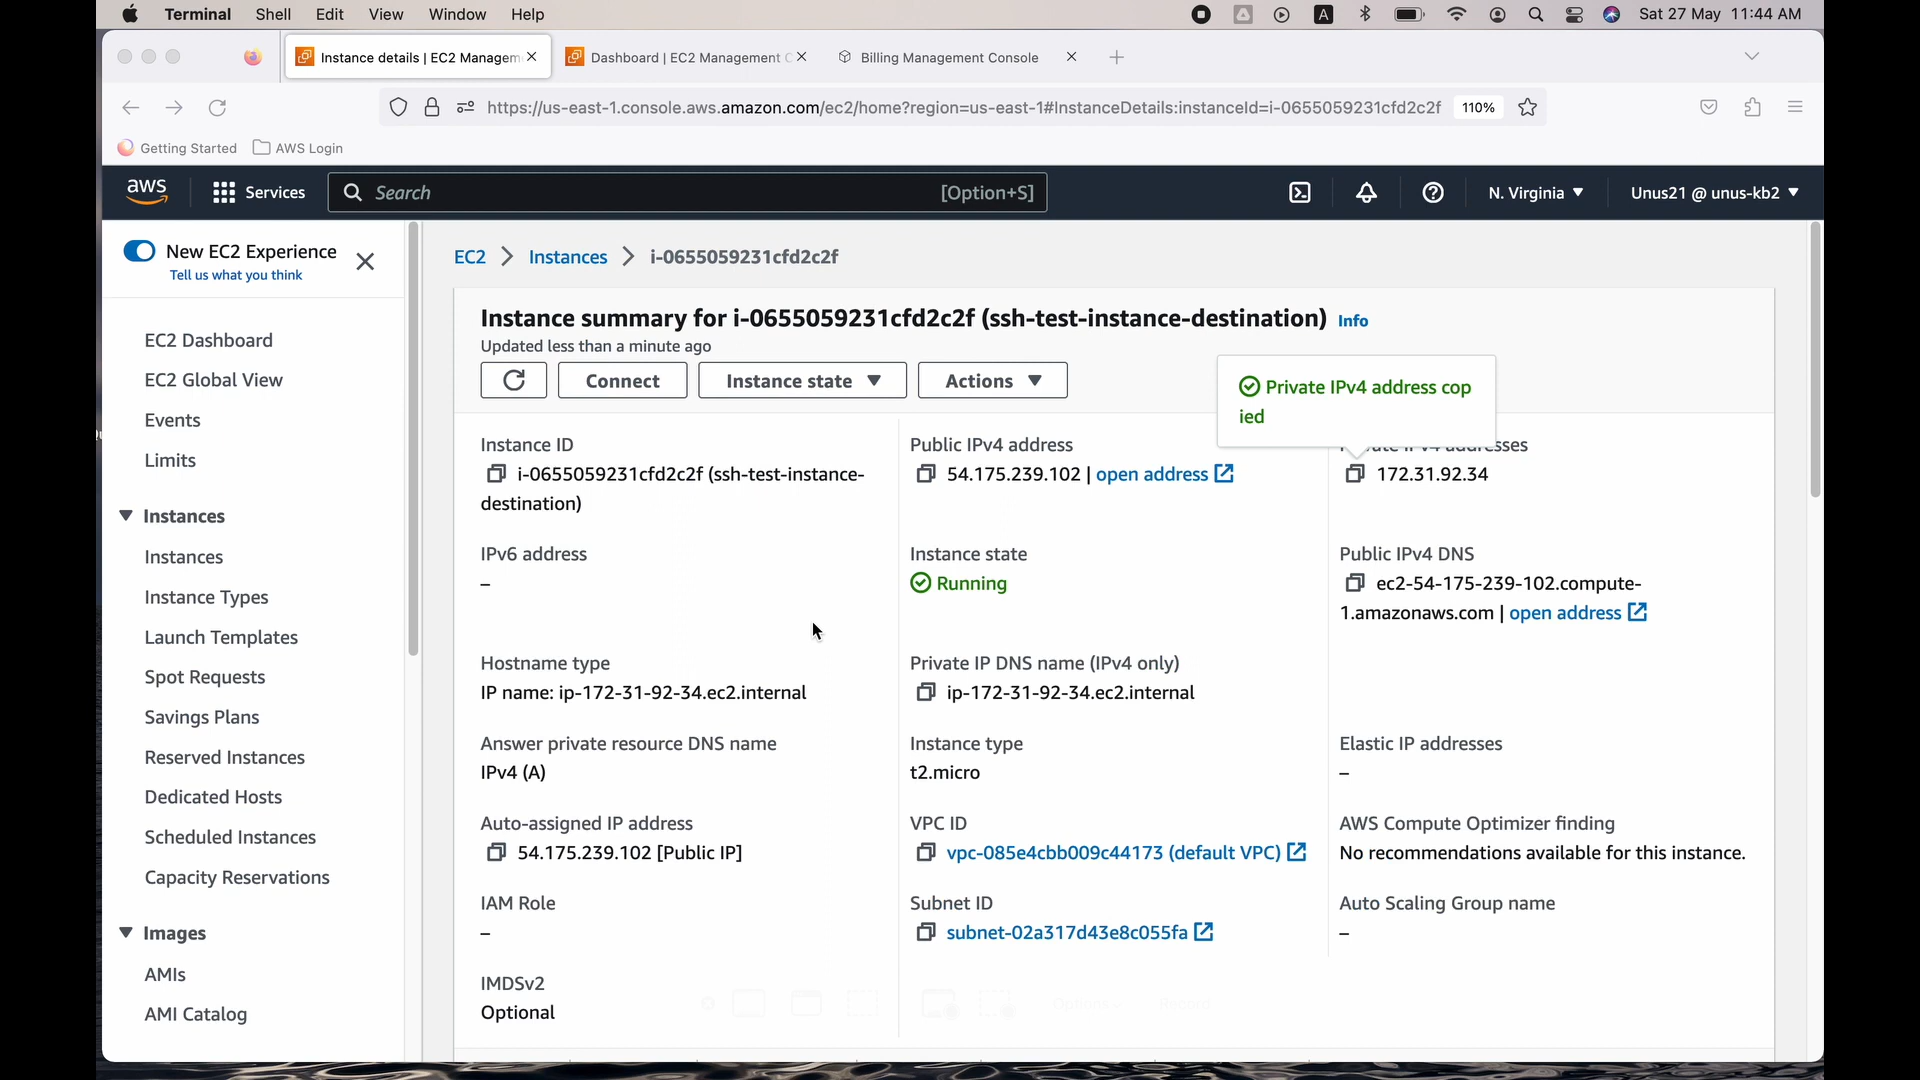 Terminal Shell Edit View Window Help A Sat 27 May 11:44 AM
Instance details | EC2 Managem Dashboard | EC2 Management C Billing Management Console
https://us-east-1.console.aws.amazon.com/ec2/home?region=us-east-1#InstanceDetails:instanceId=i-0655059231cfd2c2f 110%
Getting Started AWS Login
aws Services Search [Option+S] N. Virginia Unus21 @ unus-kb2
New EC2 Experience
Tell us what you think
EC2 Dashboard
EC2 Global View
Events
Limits
Instances
Instances
Instance Types
Launch Templates
Spot Requests
Savings Plans
Reserved Instances
Dedicated Hosts
Scheduled Instances
Capacity Reservations
Images
AMIs
AMI Catalog
EC2 Instances i-0655059231cfd2c2f
Instance summary for i-0655059231cfd2c2f (ssh-test-instance-destination) Info
Updated less than a minute ago
Connect Instance state Actions
Private IPv4 address cop
ied
Instance ID
i-0655059231cfd2c2f (ssh-test-instance-
destination)
Public IPv4 address
54.175.239.102 | open address
Private IPv4 addresses
172.31.92.34
IPv6 address
–
Instance state
Running
Public IPv4 DNS
ec2-54-175-239-102.compute-
1.amazonaws.com | open address
Hostname type
IP name: ip-172-31-92-34.ec2.internal
Private IP DNS name (IPv4 only)
ip-172-31-92-34.ec2.internal
Answer private resource DNS name
IPv4 (A)
Instance type
t2.micro
Elastic IP addresses
–
Auto-assigned IP address
54.175.239.102 [Public IP]
VPC ID
vpc-085e4cbb009c44173 (default VPC)
AWS Compute Optimizer finding
No recommendations available for this instance.
IAM Role
–
Subnet ID
subnet-02a317d43e8c055fa
Auto Scaling Group name
–
IMDSv2
Optional